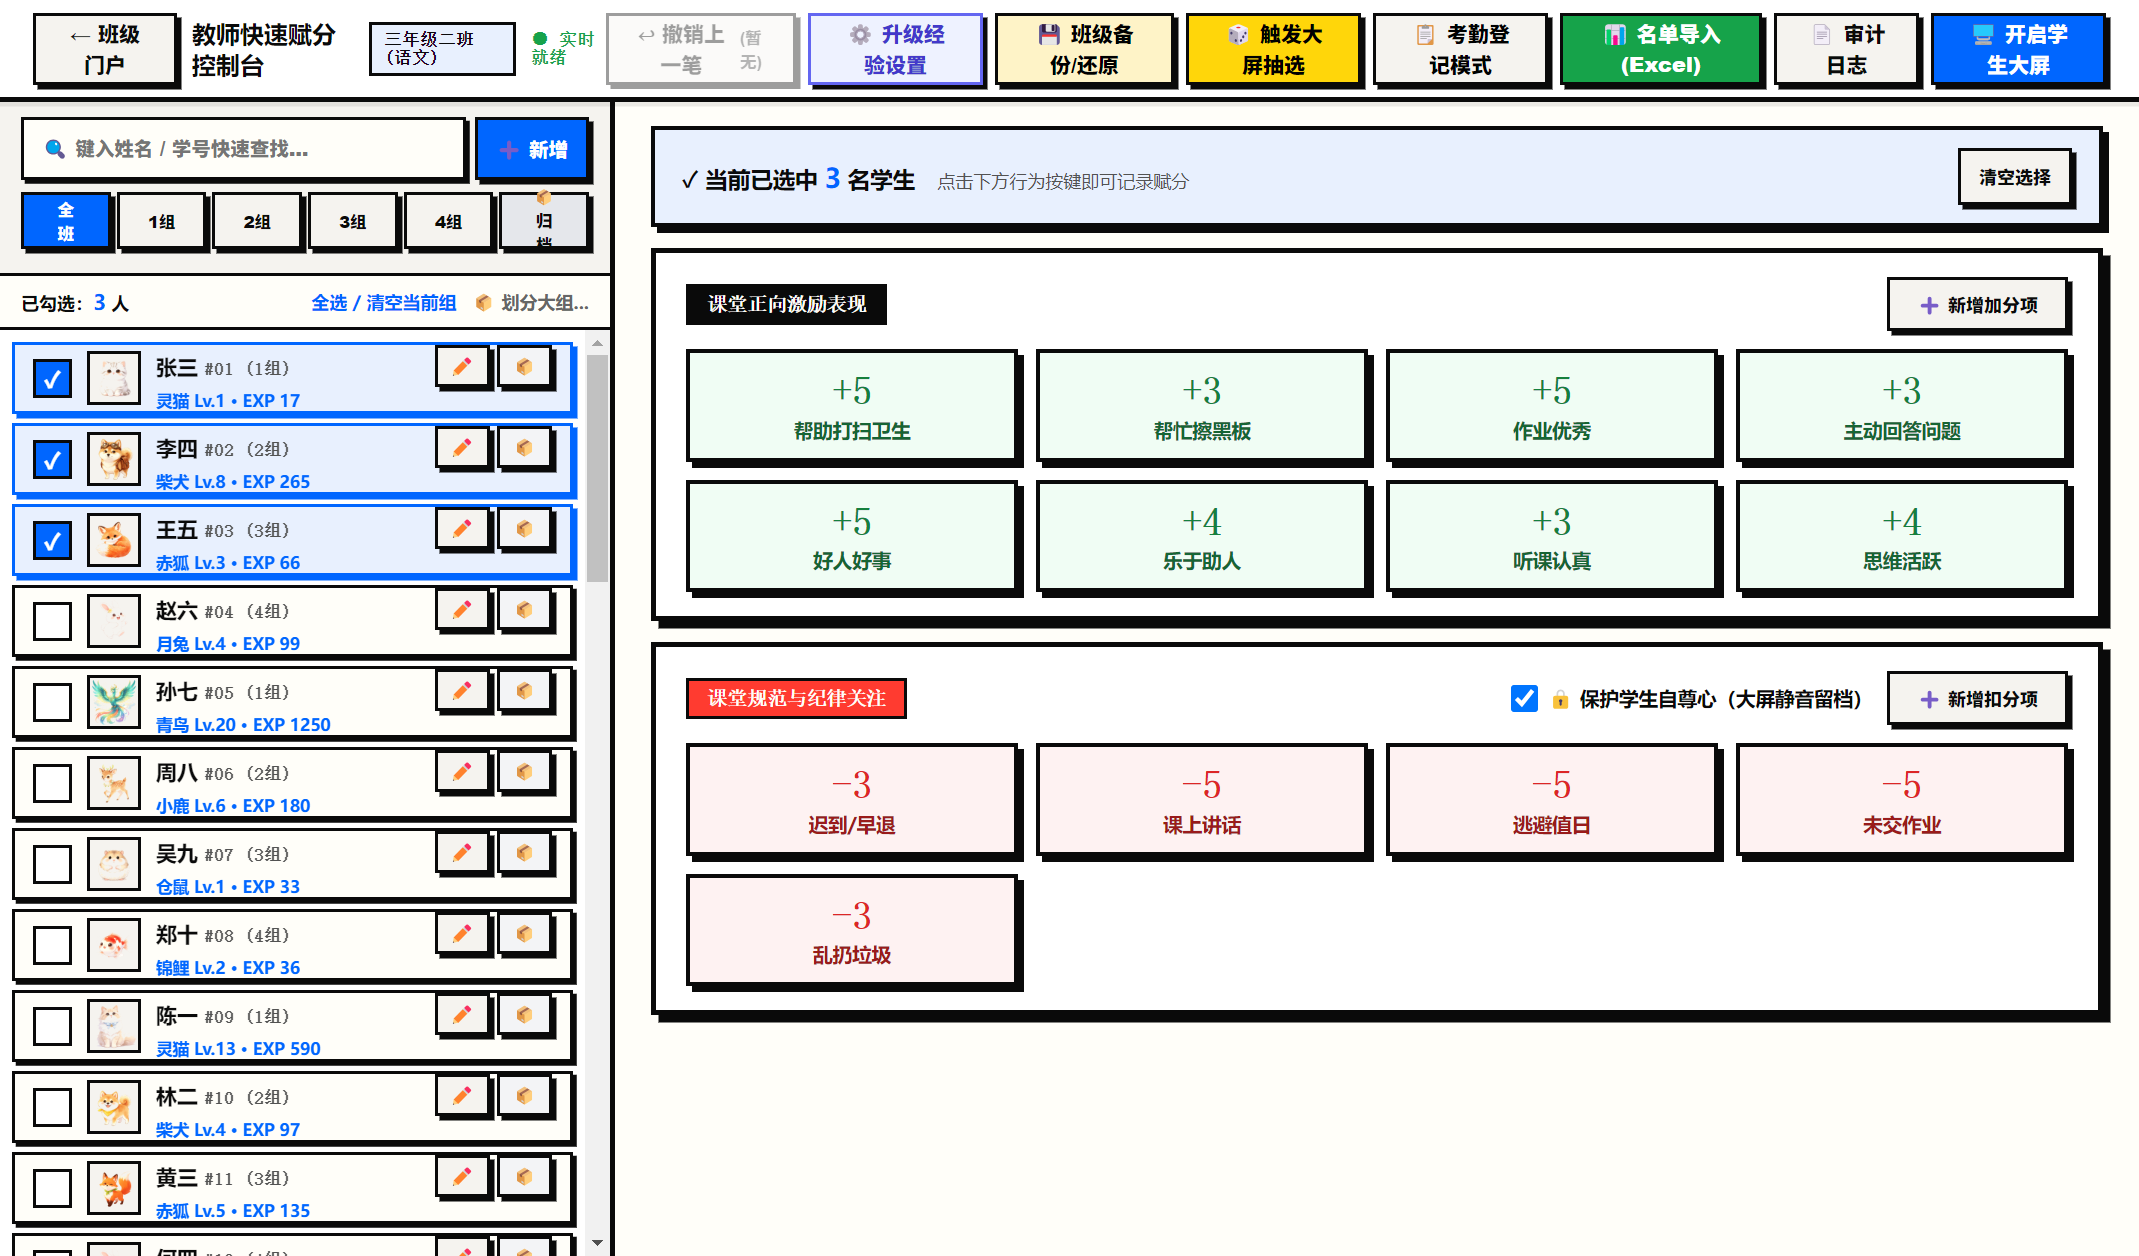 ← 班级
门户
教师快速赋分
控制台
三年级二班
(语文)
● 实时
就绪
↩ 撤销上
一笔
(暂
无)
⚙️ 升级经
验设置
💾 班级备
份/还原
🎲 触发大
屏抽选
📋 考勤登
记模式
📊 名单导入
(Excel)
📄 审计
日志
🖥️ 开启学
生大屏
🔍 键入姓名 / 学号快速查找...
➕ 新增
全
班
1组
2组
3组
4组
📦
归
档
已勾选：3 人
全选 / 清空当前组
📦 划分大组...
张三 #01 (1组)
灵猫 Lv.1 • EXP 17
李四 #02 (2组)
柴犬 Lv.8 • EXP 265
王五 #03 (3组)
赤狐 Lv.3 • EXP 66
赵六 #04 (4组)
月兔 Lv.4 • EXP 99
孙七 #05 (1组)
青鸟 Lv.20 • EXP 1250
周八 #06 (2组)
小鹿 Lv.6 • EXP 180
吴九 #07 (3组)
仓鼠 Lv.1 • EXP 33
郑十 #08 (4组)
锦鲤 Lv.2 • EXP 36
陈一 #09 (1组)
灵猫 Lv.13 • EXP 590
林二 #10 (2组)
柴犬 Lv.4 • EXP 97
黄三 #11 (3组)
赤狐 Lv.5 • EXP 135
✓ 当前已选中 3 名学生 点击下方行为按键即可记录赋分
清空选择
课堂正向激励表现
➕ 新增加分项
+5
帮助打扫卫生
+3
帮忙擦黑板
+5
作业优秀
+3
主动回答问题
+5
好人好事
+4
乐于助人
+3
听课认真
+4
思维活跃
课堂规范与纪律关注
🔒 保护学生自尊心（大屏静音留档）
➕ 新增扣分项
−3
迟到/早退
−5
课上讲话
−5
逃避值日
−5
未交作业
−3
乱扔垃圾